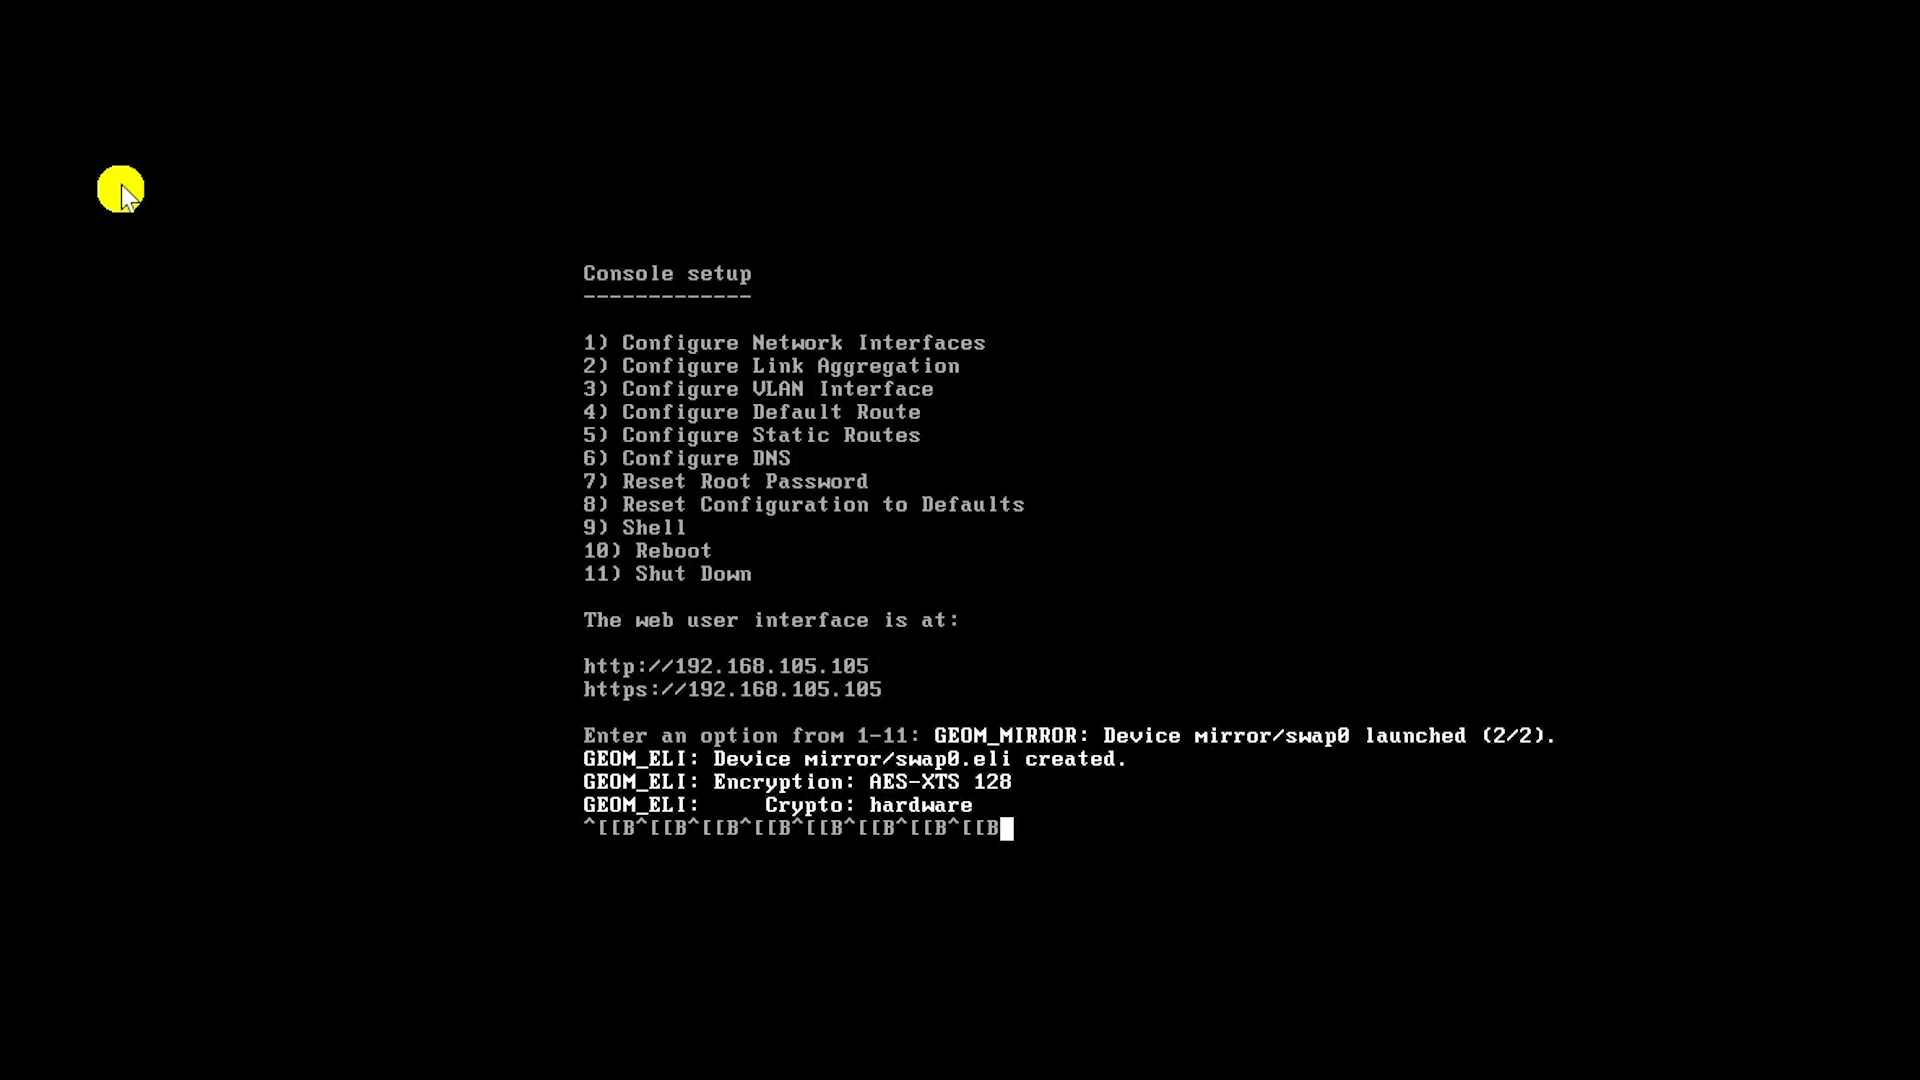 Console setup
-------------
1) Configure Network Interfaces
2) Configure Link Aggregation
3) Configure VLAN Interface
4) Configure Default Route
5) Configure Static Routes
6) Configure DNS
7) Reset Root Password
8) Reset Configuration to Defaults
9) Shell
10) Reboot
11) Shut Down
The web user interface is at:
http://192.168.105.105
https://192.168.105.105
Enter an option from 1-11: GEOM_MIRROR: Device mirror/swap0 launched (2/2).
GEOM_ELI: Device mirror/swap0.eli created.
GEOM_ELI: Encryption: AES-XTS 128
GEOM_ELI:     Crypto: hardware
^[[B^[[B^[[B^[[B^[[B^[[B^[[B^[[B